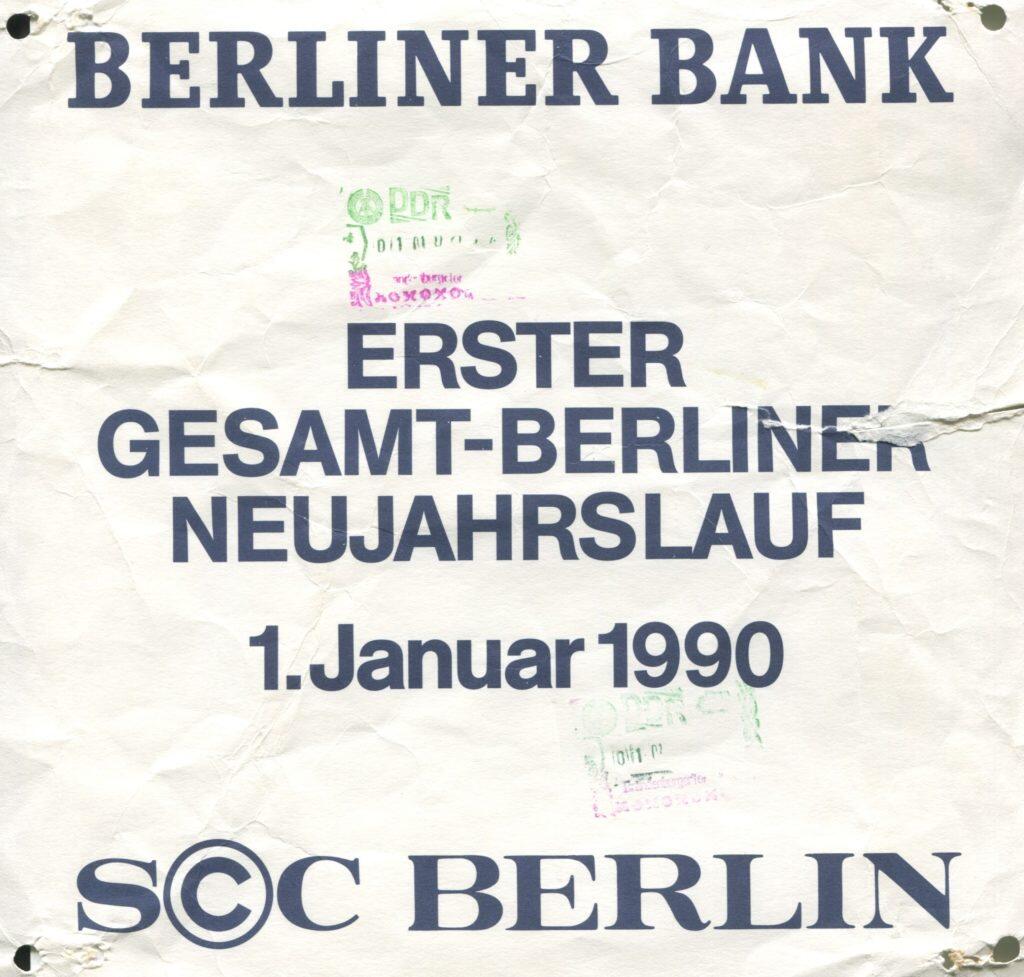 BERLINER BANK
DDR
ERSTER
GESAMT-BERLINER
NEUJAHRSLAUF
1. Januar 1990
DDR
SCC BERLIN